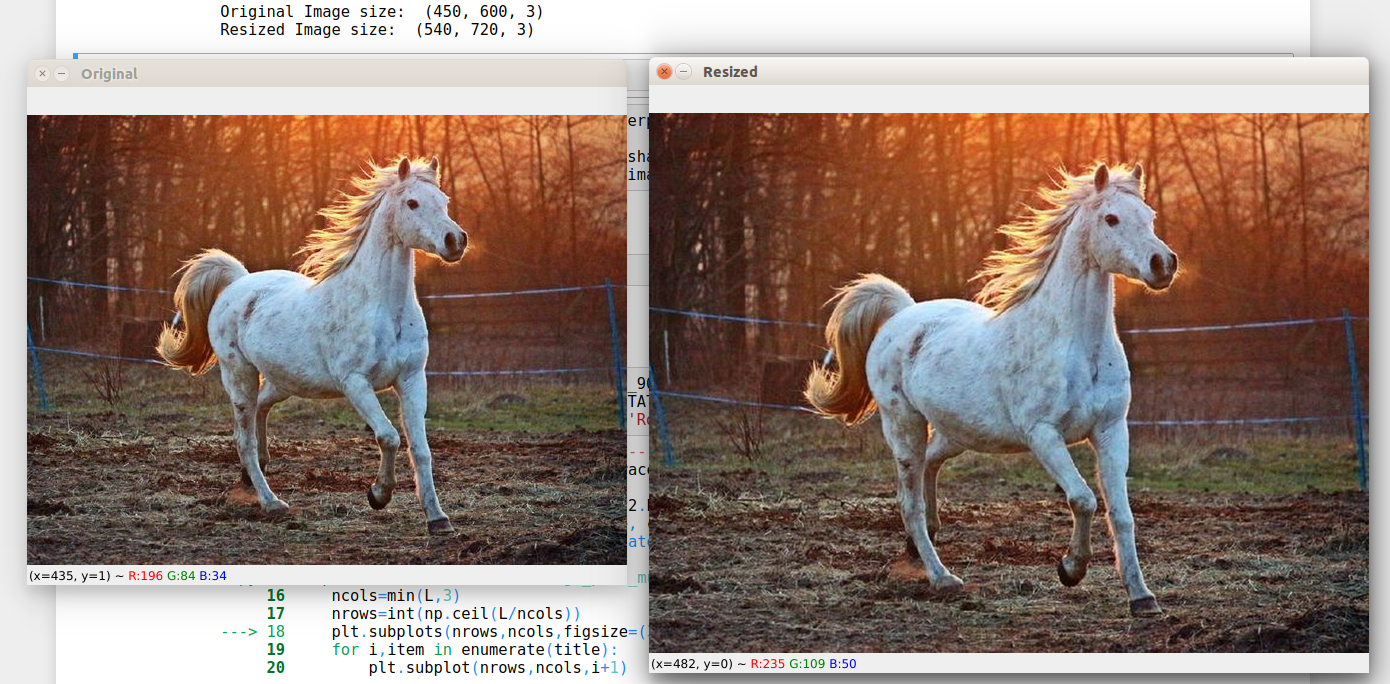 Original Image size:  (450, 600, 3)
Resized Image size:  (540, 720, 3)
Original
Resized
sha
ima
_90
TAT
'Ro
--
ace
2.
, 
ate
(x=435, y=1) ~ R:196 G:84 B:34
16 ncols=min(L,3)
17 nrows=int(np.ceil(L/ncols))
---> 18 plt.subplots(nrows,ncols,figsize=(
19 for i,item in enumerate(title):
20 plt.subplot(nrows,ncols,i+1)
(x=482, y=0) ~ R:235 G:109 B:50